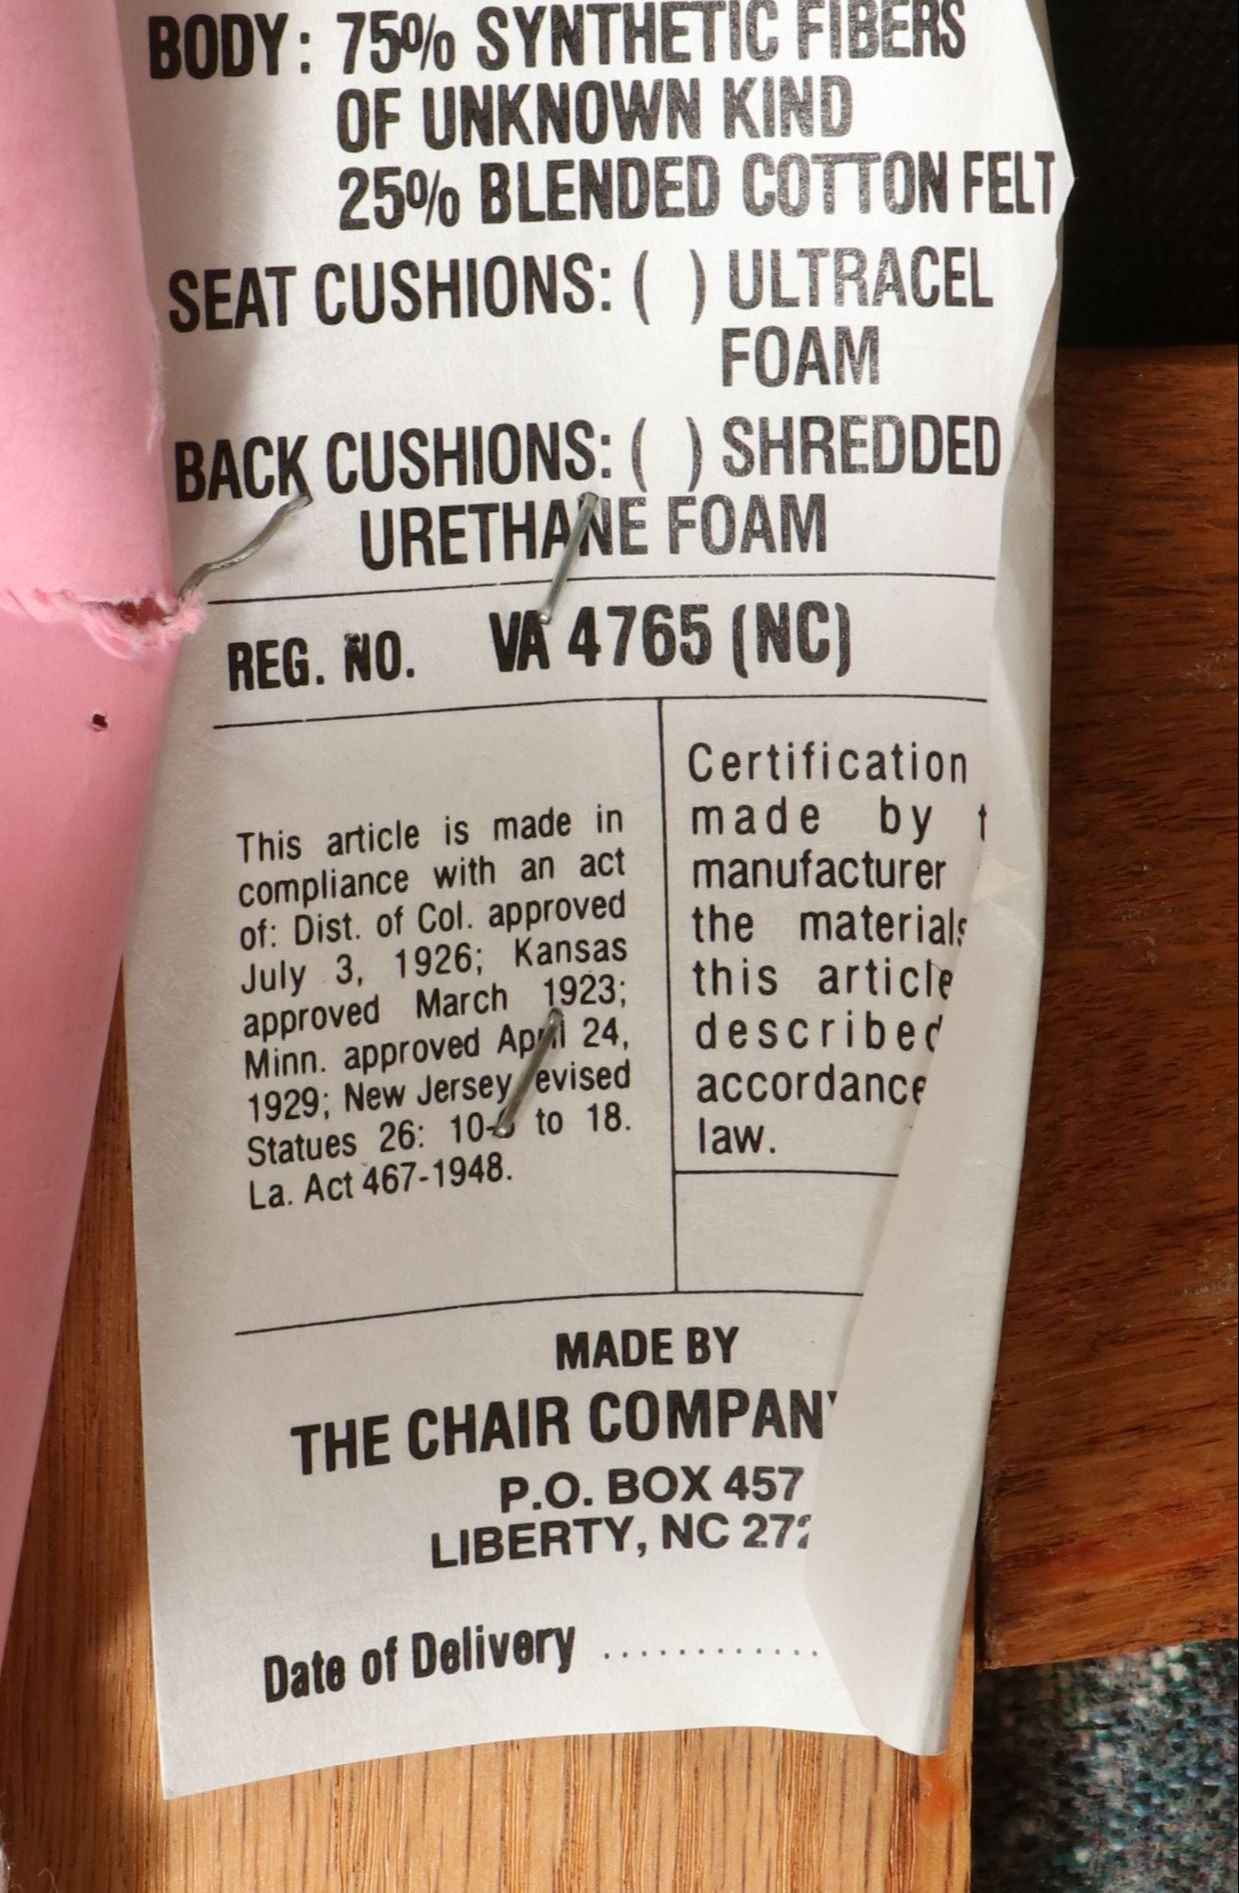 BODY: 75% SYNTHETIC FIBERS
OF UNKNOWN KIND
25% BLENDED COTTON FELT
SEAT CUSHIONS: ( ) ULTRACEL
FOAM
BACK CUSHIONS: ( ) SHREDDED
URETHANE FOAM
REG. NO. VA 4765 (NC)
This article is made in
compliance with an act
of: Dist. of Col. approved
July 3, 1926; Kansas
approved March 1923;
Minn. approved April 24,
1929; New Jersey evised
Statues 26: to 18.
La. Act 467-1948.
Certification
made by
manufacturer
the materials
this article
described
accordance
law.
MADE BY
THE CHAIR COMPANY
P.O. BOX 457
LIBERTY, NC
Date of Delivery ............